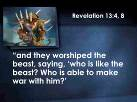 Revelation 13:4, 8
“and they worshiped the
beast, saying, ‘who is like the
beast? Who is able to make
war with him?’